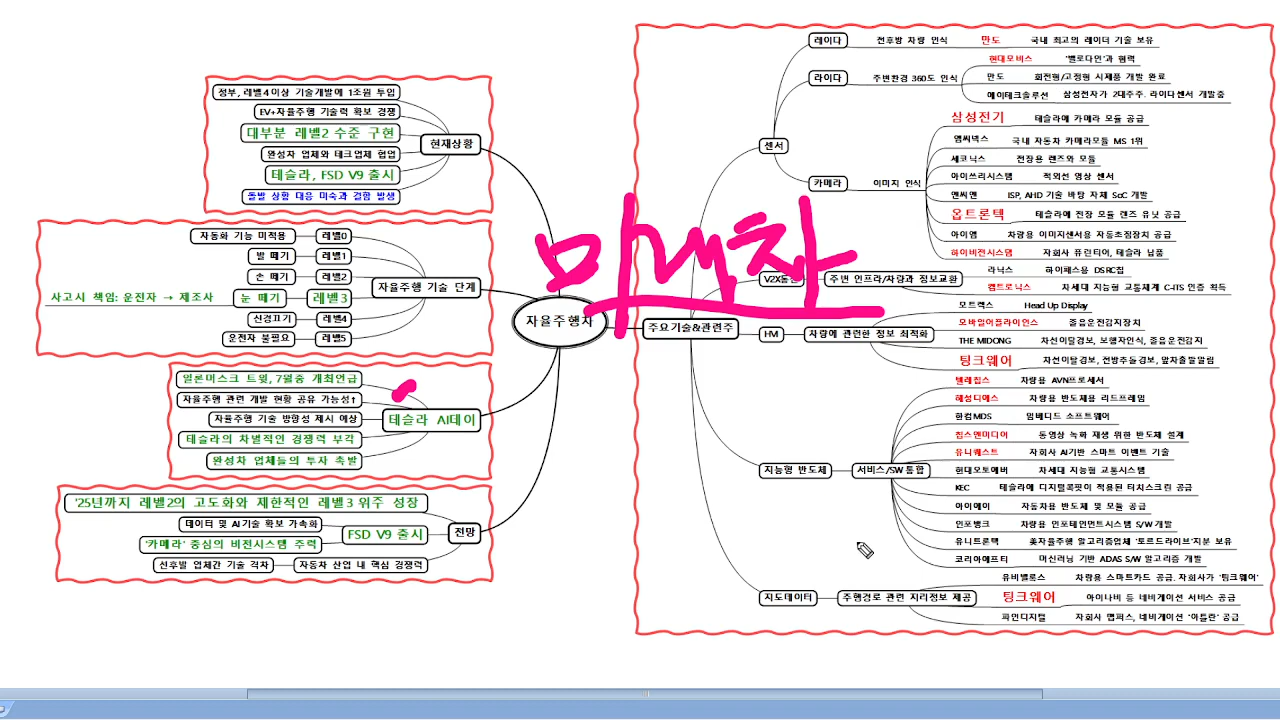 정부, 레벨4이상 기술개발에 1조원 투입
EV+자율주행 기술력 확보 경쟁
대부분 레벨2 수준 구현
완성차 업체와 테크업체 협업
테슬라, FSD V9 출시
돌발 상황 대응 미숙과 결함 발생
현재상황
자동화 기능 미적용 레벨0
발 떼기 레벨1
손 떼기 레벨2
사고시 책임: 운전자 → 제조사 눈 떼기 레벨3
신경끄기 레벨4
운전자 불필요 레벨5
자율주행 기술 단계
일론머스크 트윗, 7월중 개최언급
자율주행 관련 개발 현황 공유 가능성↑
자율주행 기술 방향성 제시 예상
테슬라의 차별적인 경쟁력 부각
완성차 업체들의 투자 촉발
테슬라 AI데이
'25년까지 레벨2의 고도화와 제한적인 레벨3 위주 성장
데이터 및 AI기술 확보 가속화
'카메라' 중심의 비전시스템 주력
FSD V9 출시
선후발 업체간 기술 격차 자동차 산업 내 핵심 경쟁력
전망
자율주행차
미래차
주요기술&관련주
센서
레이다 전후방 차량 인식 만도 국내 최고의 레이더 기술 보유
라이다 주변환경 360도 인식
현대모비스 '벨로다인'과 협력
만도 회전형/고정형 시제품 개발 완료
에이테크솔루션 삼성전자가 2대주주. 라이다센서 개발중
카메라 이미지 인식
삼성전기 테슬라에 카메라 모듈 공급
엠씨넥스 국내 자동차 카메라모듈 MS 1위
세코닉스 전장용 렌즈와 모듈
아이쓰리시스템 적외선 영상 센서
앤씨앤 ISP, AHD 기술 바탕 자체 SoC 개발
옵트론텍 테슬라에 전장 모듈 렌즈 유닛 공급
아이엠 차량용 이미지센서용 자동초점장치 공급
하이비젼시스템 자회사 퓨런티어, 테슬라 납품
V2X통신 주변 인프라/차량과 정보교환
라닉스 하이패스용 DSRC칩
켐트로닉스 차세대 지능형 교통체계 C-ITS 인증 획득
HMI 차량에 관련한 정보 최적화
모트렉스 Head Up Display
모바일어플라이언스 졸음운전감지장치
THE MIDONG 차선이탈경보, 보행자인식, 졸음운전감지
팅크웨어 차선이탈경보, 전방추돌경보, 앞차출발알림
지능형 반도체 서비스/SW통합
텔레칩스 차량용 AVN프로세서
해성디에스 차량용 반도체용 리드프레임
한컴MDS 임베디드 소프트웨어
칩스앤미디어 동영상 녹화 재생 위한 반도체 설계
유니퀘스트 자회사 AI기반 스마트 이벤트 기술
현대오토에버 차세대 지능형 교통시스템
KEC 테슬라에 디지털콕핏이 적용된 터치스크린 공급
아이에이 자동차용 반도체 및 모듈 공급
인포뱅크 차량용 인포테인먼트시스템 S/W 개발
유니트론텍 美자율주행 알고리즘업체 '토르드라이브'지분 보유
코리아에프티 머신러닝 기반 ADAS S/W 알고리즘 개발
지도데이터 주행경로 관련 지리정보 제공
유비벨록스 차량용 스마트카드 공급. 자회사가 '팅크웨어'
팅크웨어 아이나비 등 네비게이션 서비스 공급
파인디지털 자회사 맵퍼스, 네비게이션 '아틀란' 공급